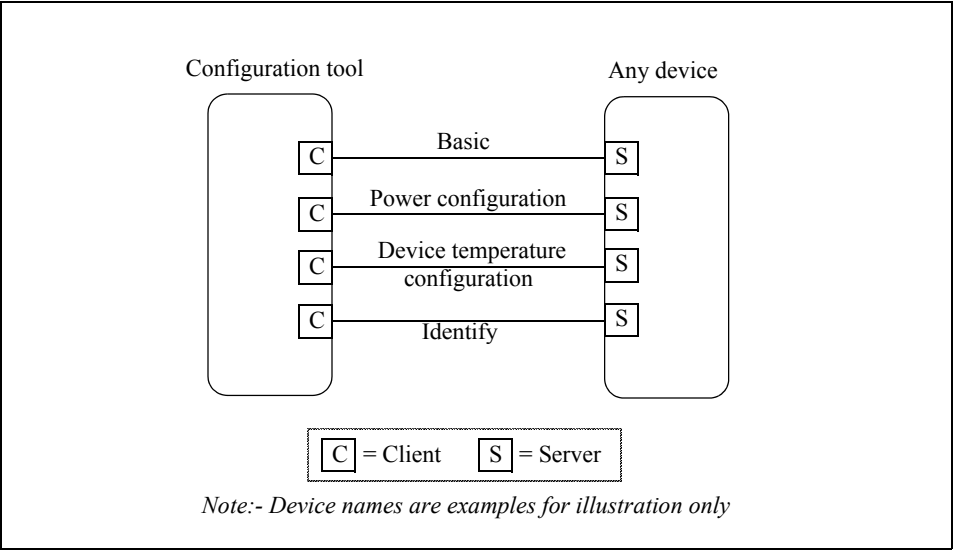 Configuration tool
Any device
C
Basic
S
C
Power configuration
S
C
Device temperature
configuration
S
C
Identify
S
C = Client
S = Server
Note:- Device names are examples for illustration only